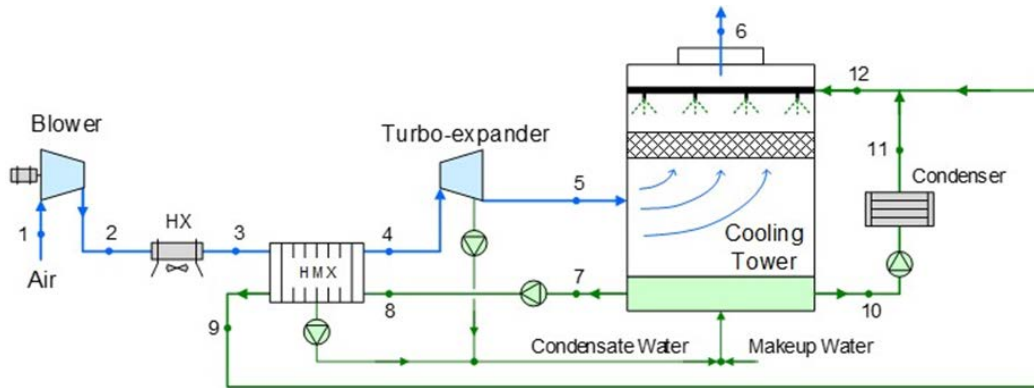 6
12
Blower
Turbo-expander
11
5
Condenser
HX
1
2
3
4
Cooling
Tower
Air
HMX
7
8
9
10
Condensate Water
Makeup Water